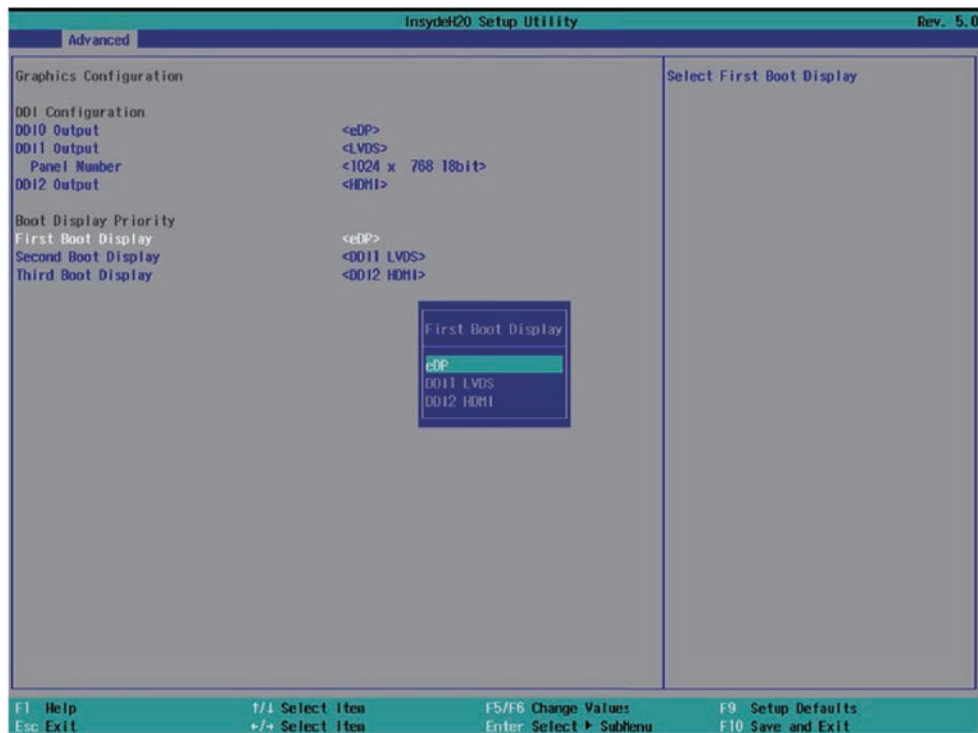 InsydeH20 Setup Utility Rev. 5.0
Advanced
Graphics Configuration
Select First Boot Display
DDI Configuration
DDI0 Output <eDP>
DDI1 Output <LVDS>
Panel Number <1024 x 768 18bit>
DDI2 Output <HDMI>
Boot Display Priority
First Boot Display <eDP>
Second Boot Display <DDI1 LVDS>
Third Boot Display <DDI2 HDMI>
First Boot Display
eDP
DDI1 LVDS
DDI2 HDMI
F1 Help ↑/↓ Select Item F5/F6 Change Values F9 Setup Defaults
Esc Exit ←/→ Select Item Enter Select ▶ SubMenu F10 Save and Exit